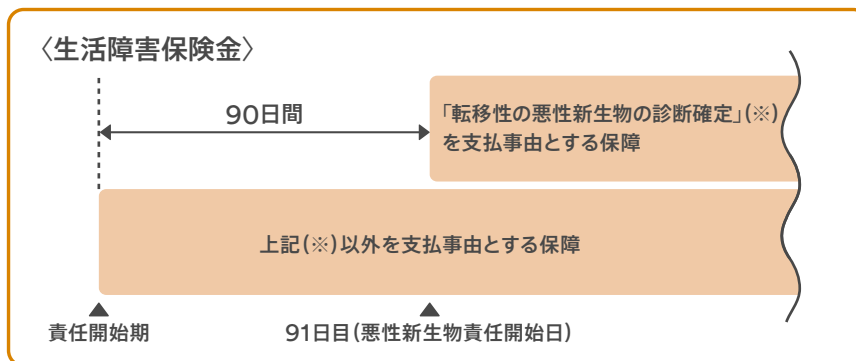 〈生活障害保険金〉
90日間
「転移性の悪性新生物の診断確定」(※)
を支払事由とする保障
上記(※)以外を支払事由とする保障
責任開始期
91日目(悪性新生物責任開始日)